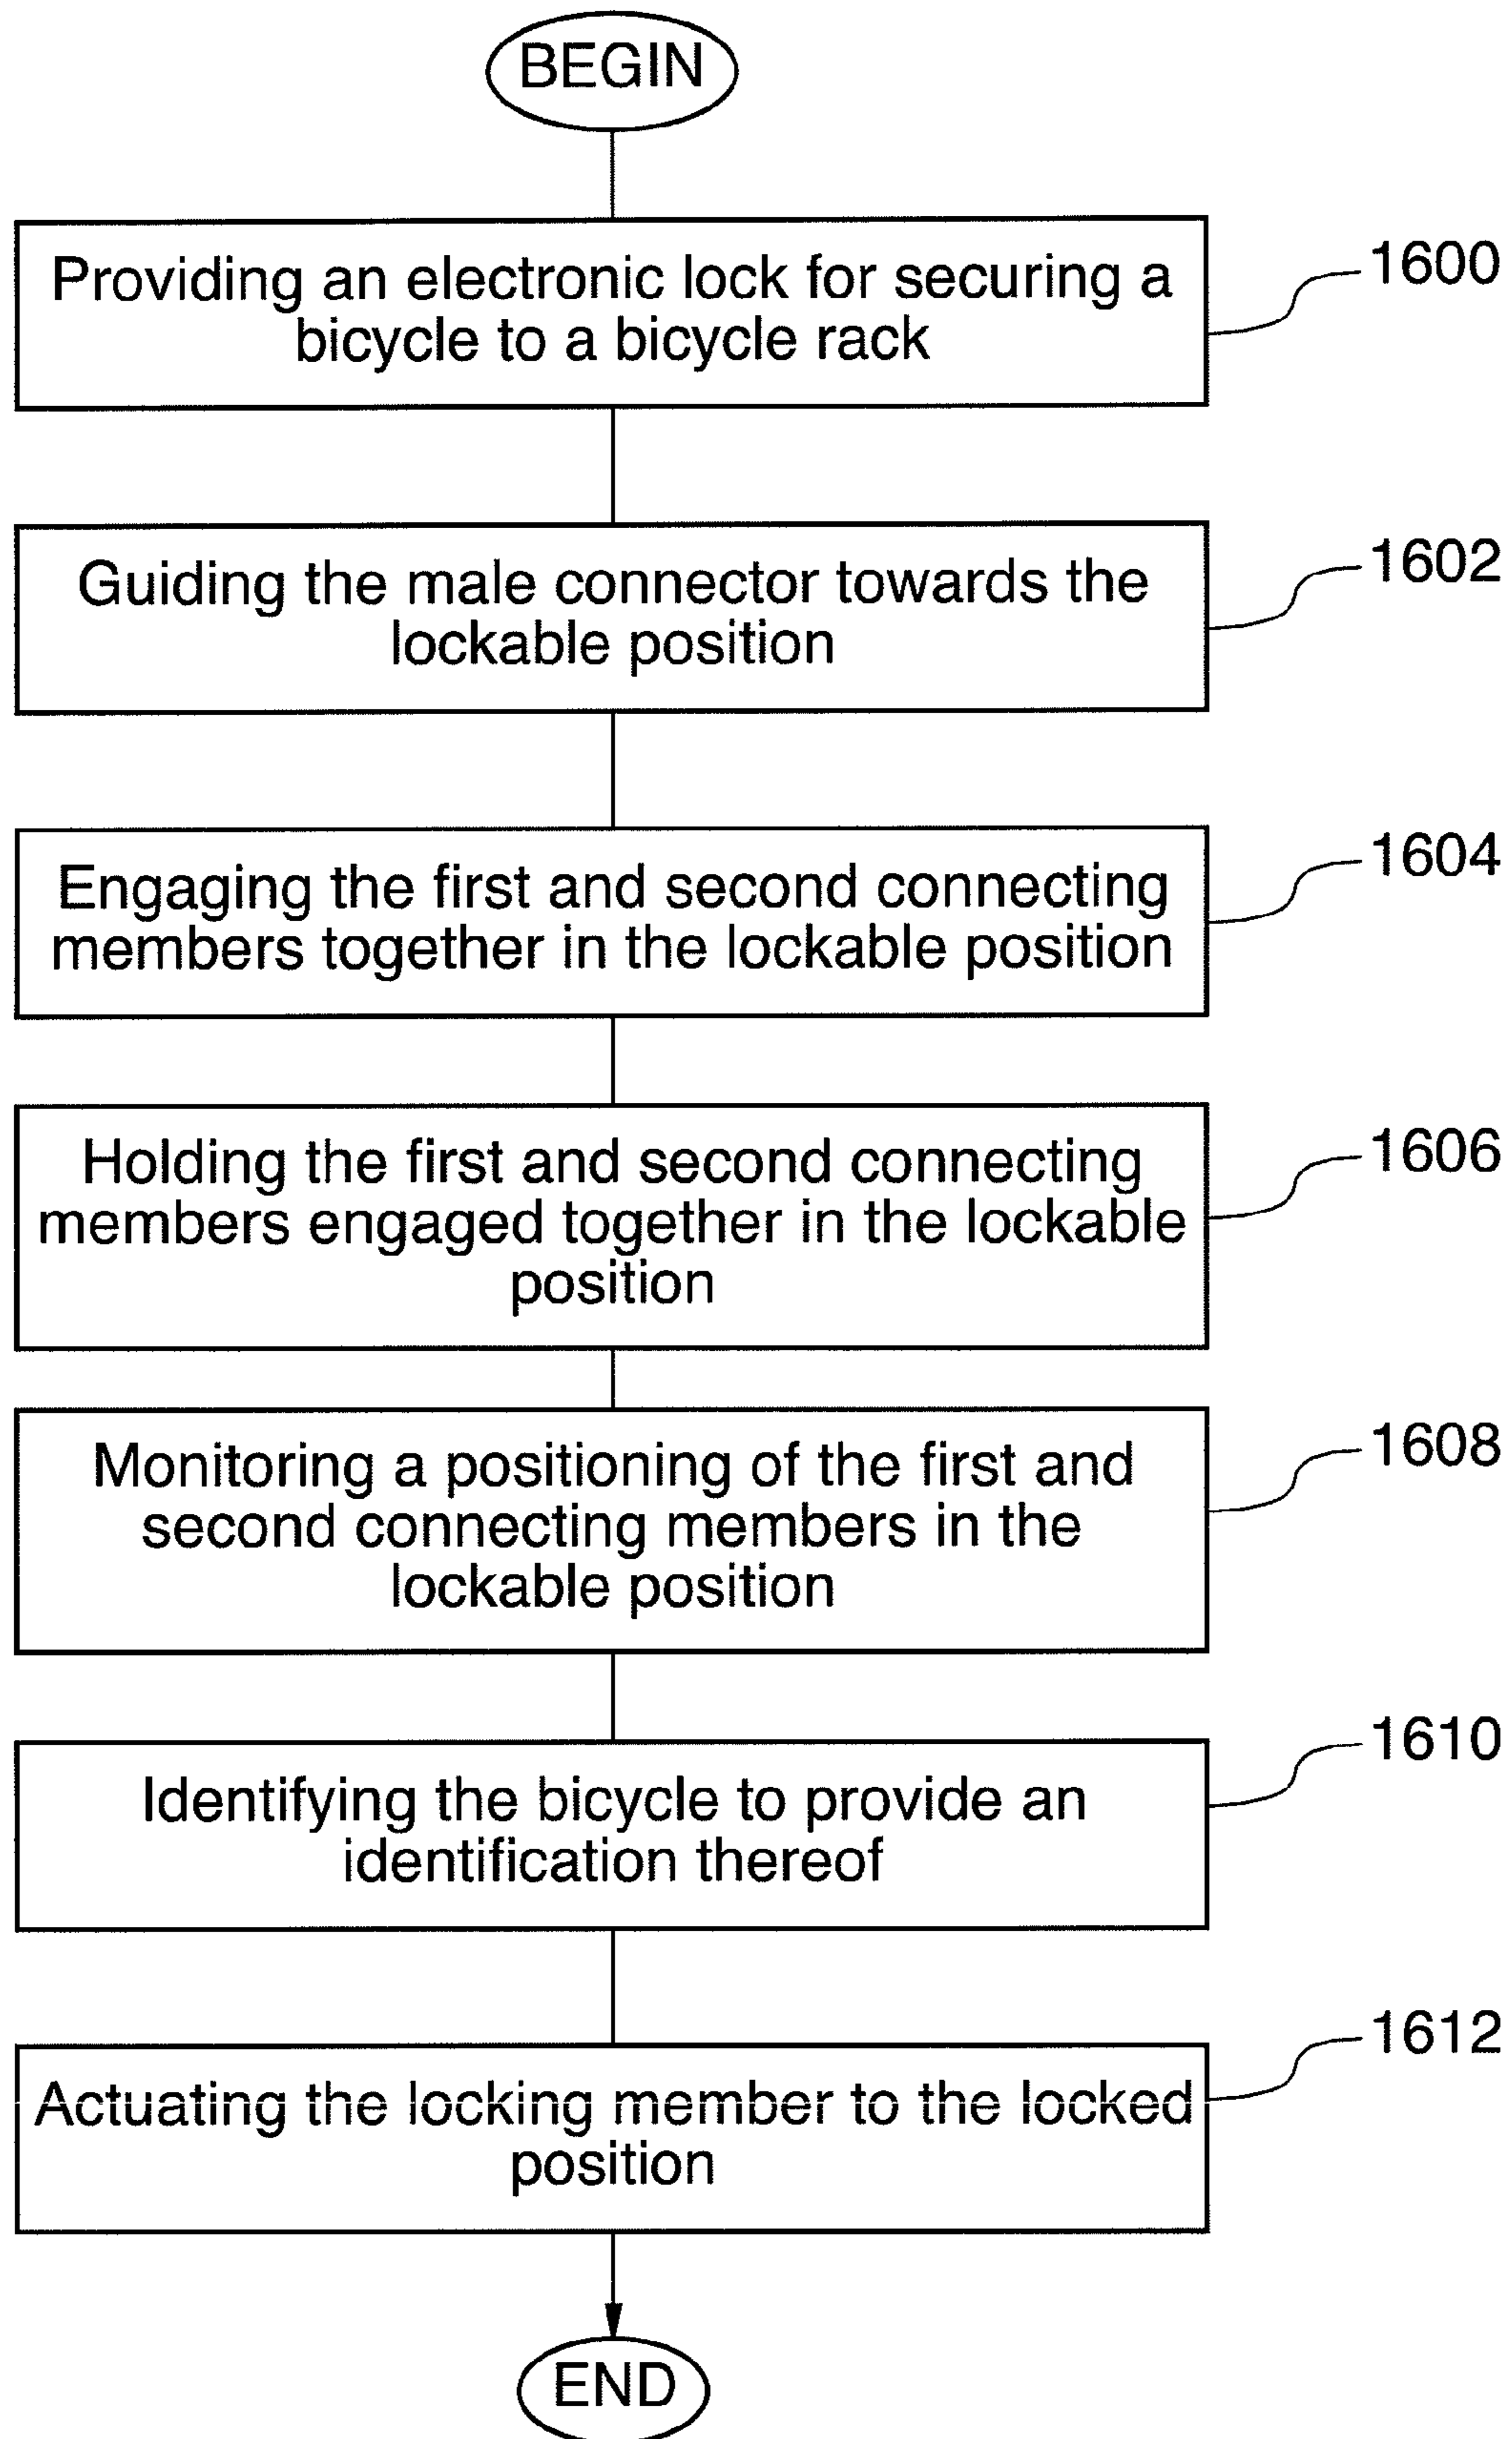 BEGIN
Providing an electronic lock for securing a
bicycle to a bicycle rack
1600
Guiding the male connector towards the
lockable position
1602
Engaging the first and second connecting
members together in the lockable position
1604
Holding the first and second connecting
members engaged together in the lockable
position
1606
Monitoring a positioning of the first and
second connecting members in the
lockable position
1608
Identifying the bicycle to provide an
identification thereof
1610
Actuating the locking member to the locked
position
1612
END